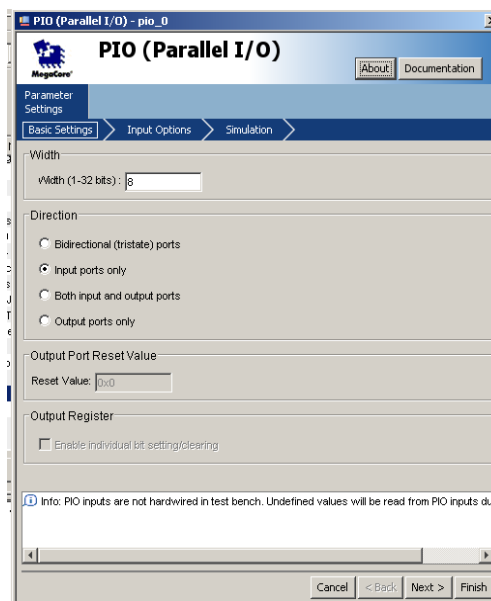 PIO (Parallel I/O) - pio_0
PIO (Parallel I/O)
MegaCore'
About
Documentation
Parameter
Settings
Basic Settings
Input Options
Simulation
Width
Width (1-32 bits) :
8
Direction
Bidirectional (tristate) ports
Input ports only
Both input and output ports
Output ports only
Output Port Reset Value
Reset Value: 0x0
Output Register
Enable individual bit setting/clearing
Info: PIO inputs are not hardwired in test bench. Undefined values will be read from PIO inputs du
Cancel
< Back
Next >
Finish